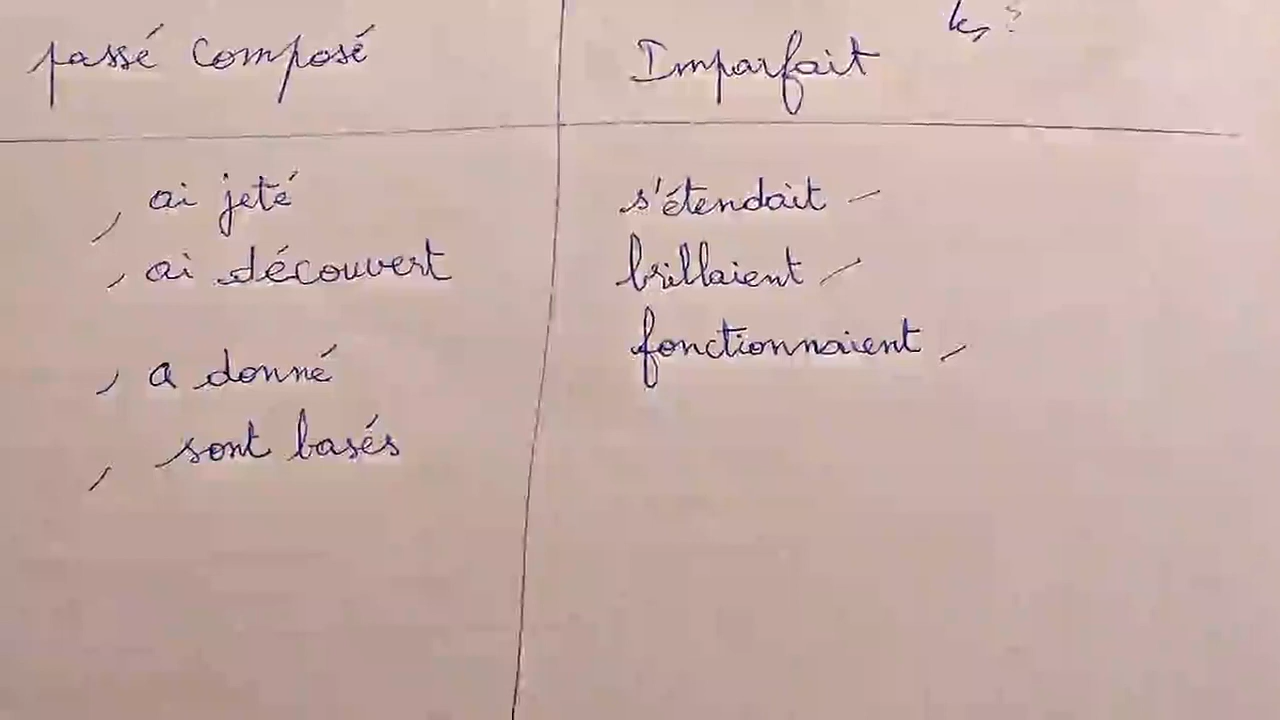 passé composé
Imparfait
ai jeté
ai découvert
a donné
sont basés
s'étendait
brillaient
fonctionnaient